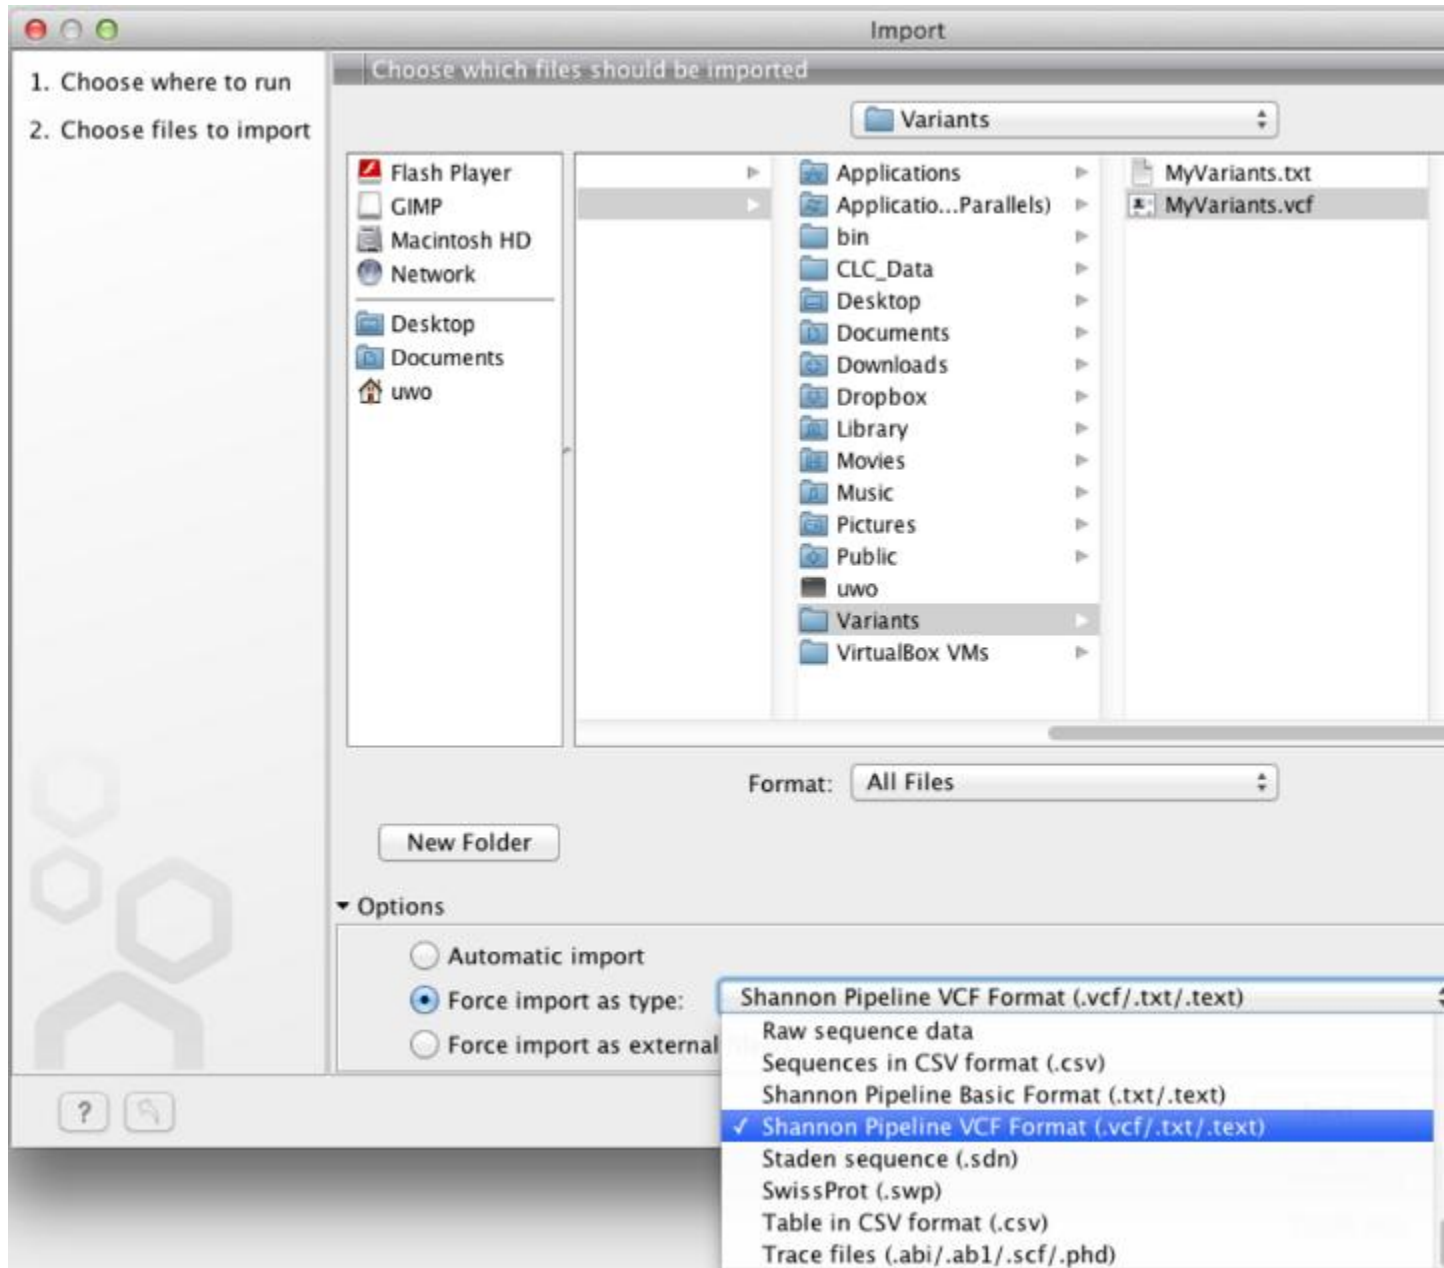 Import
1. Choose where to run
2. Choose files to import
Choose which files should be imported
Variants
Flash Player
GIMP
Macintosh HD
Network
Desktop
Documents
uwo
Applications
Applicatio...Parallels)
bin
CLC_Data
Desktop
Documents
Downloads
Dropbox
Library
Movies
Music
Pictures
Public
uwo
Variants
VirtualBox VMs
MyVariants.txt
MyVariants.vcf
Format: All Files
New Folder
Options
Automatic import
Force import as type: Shannon Pipeline VCF Format (.vcf/.txt/.text)
Force import as external
Raw sequence data
Sequences in CSV format (.csv)
Shannon Pipeline Basic Format (.txt/.text)
✓ Shannon Pipeline VCF Format (.vcf/.txt/.text)
Staden sequence (.sdn)
SwissProt (.swp)
Table in CSV format (.csv)
Trace files (.abi/.ab1/.scf/.phd)
?